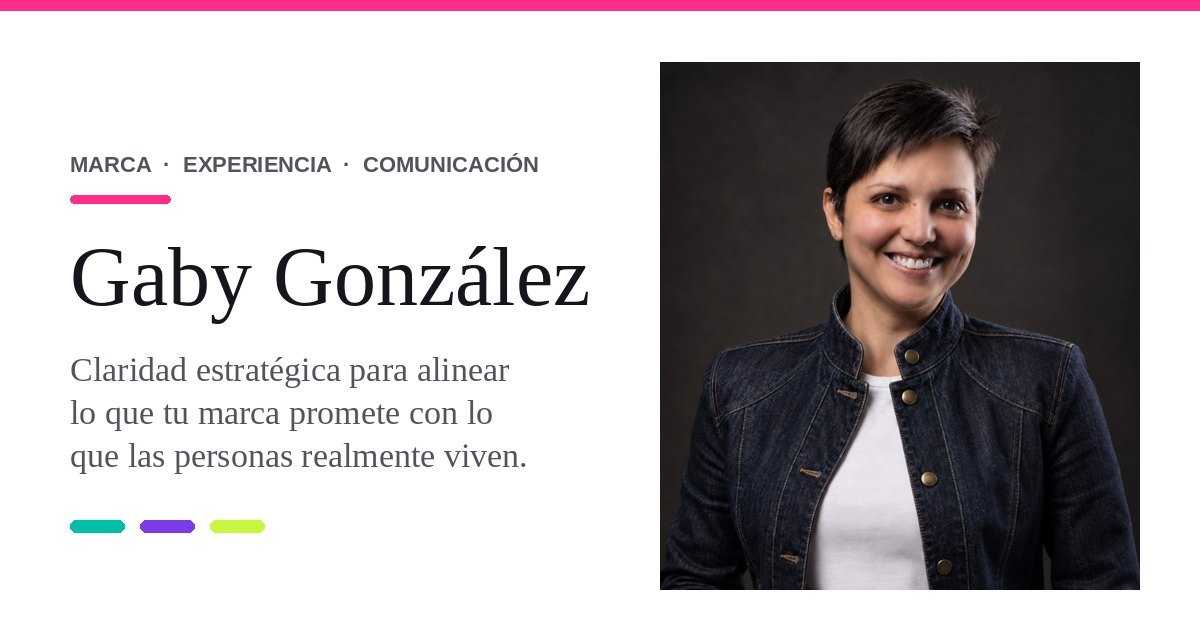 MARCA · EXPERIENCIA · COMUNICACIÓN
Gaby González
Claridad estratégica para alinear
lo que tu marca promete con lo
que las personas realmente viven.